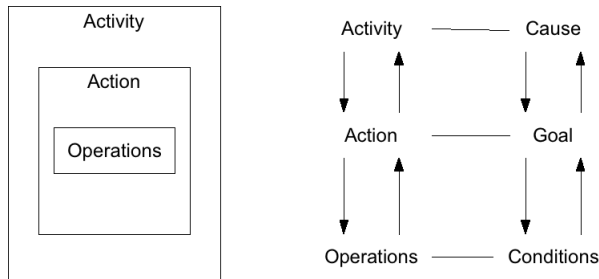 Activity
Action
Operations
Activity Cause
Action Goal
Operations Conditions